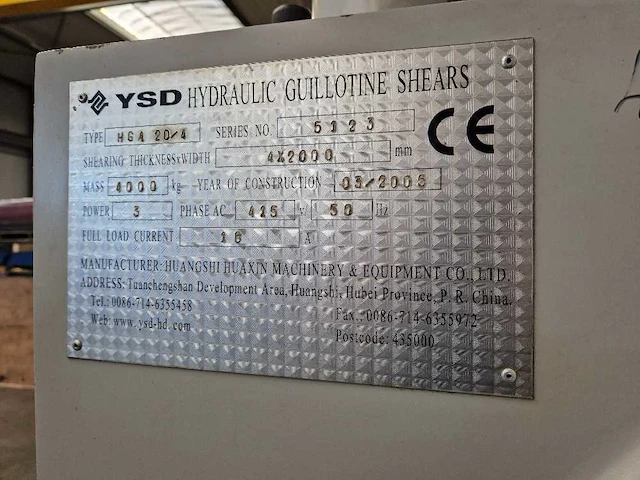 YSD HYDRAULIC GUILLOTINE SHEARS
TYPE HGA 20/4 SERIES NO. 5123
SHEARING THICKNESS×WIDTH 4X2000 mm
MASS 4000 kg YEAR OF CONSTRUCTION 03/2006
POWER 3 PHASE AC 415 V 50 Hz
FULL LOAD CURRENT 16 A
CE
MANUFACTURER: HUANGSHI HUAXIN MACHINERY & EQUIPMENT CO., LTD.
ADDRESS: Tuanchengshan Development Area, Huangshi, Hubei Province, P. R. China.
Tel.: 0086-714-6355458 Fax.: 0086-714-6355972
Web: www.ysd-hd.com Postcode: 435000